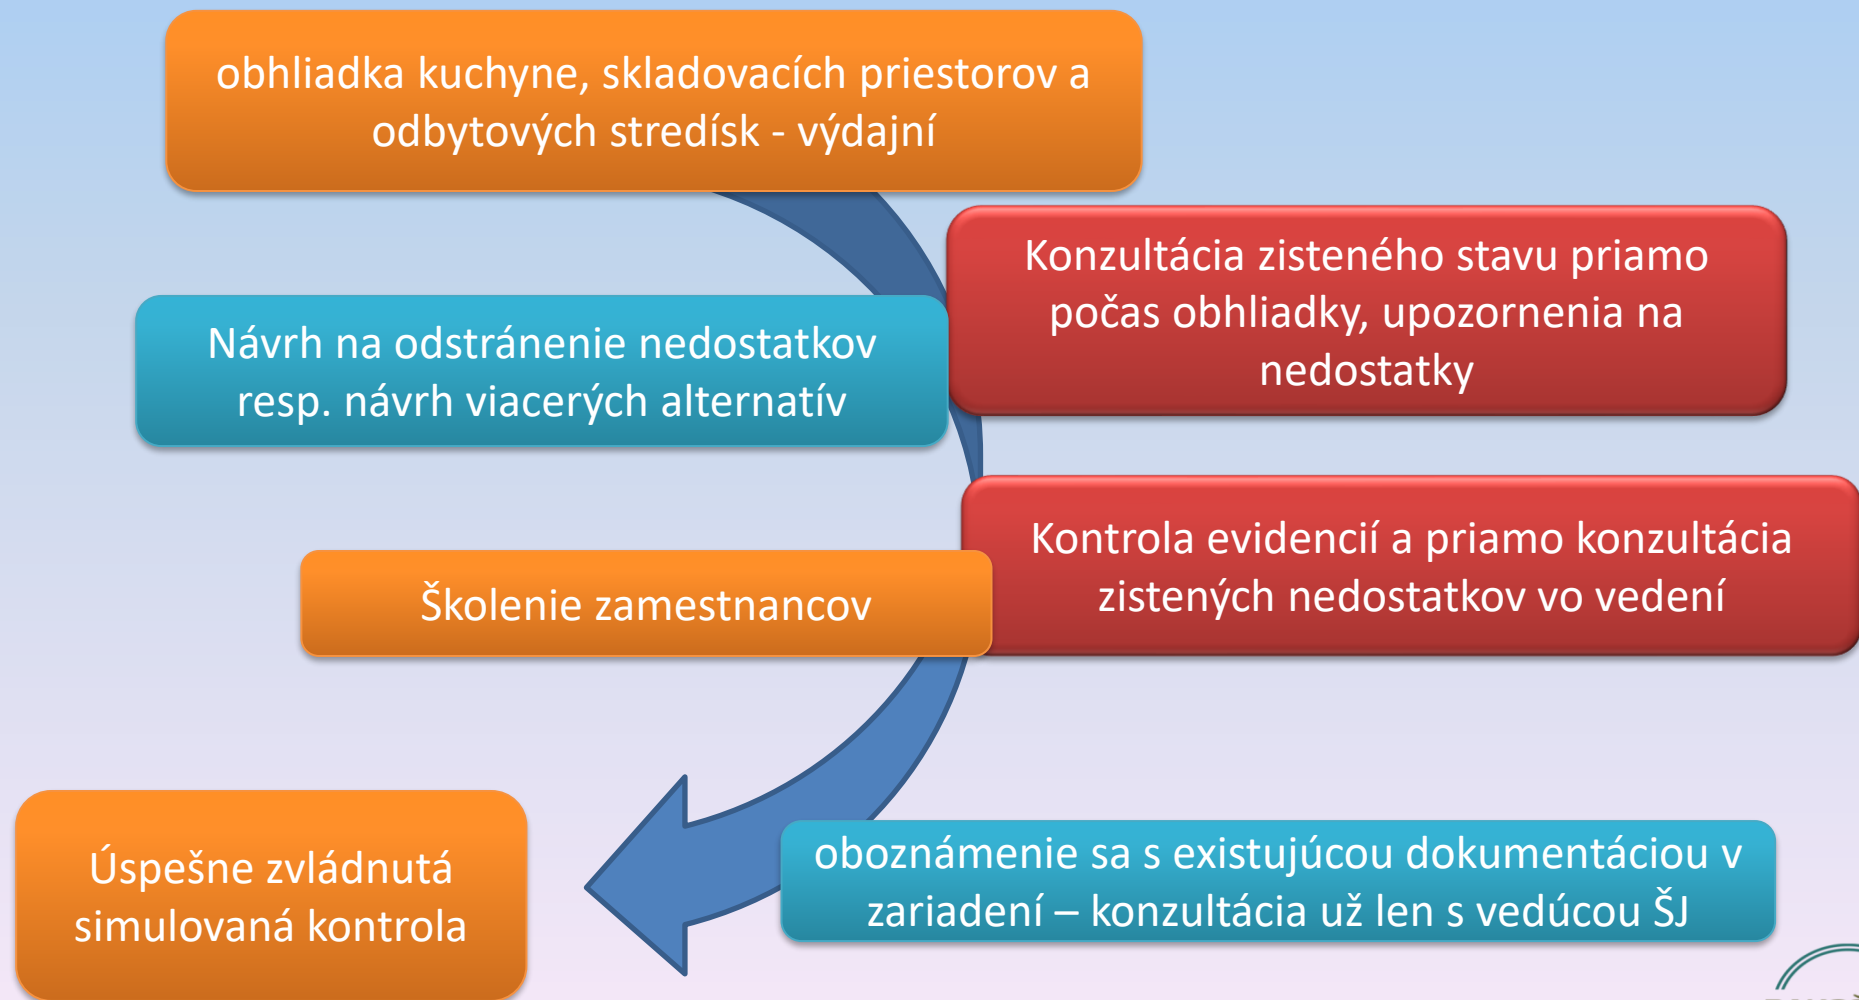 obhliadka kuchyne, skladovacích priestorov a
odbytových stredísk - výdajní
Konzultácia zisteného stavu priamo
počas obhliadky, upozornenia na
nedostatky
Návrh na odstránenie nedostatkov
resp. návrh viacerých alternatív
Kontrola evidencií a priamo konzultácia
zistených nedostatkov vo vedení
Školenie zamestnancov
oboznámenie sa s existujúcou dokumentáciou v
zariadení – konzultácia už len s vedúcou ŠJ
Úspešne zvládnutá
simulovaná kontrola